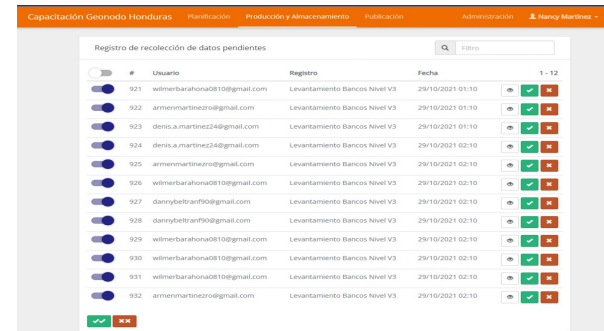 Capacitación Geonodo Honduras Planificación Producción y Almacenamiento Publicación Administración Nancy Martinez
Registro de recolección de datos pendientes Filtro
# Usuario Registro Fecha 1 - 12
921 wilmerbarahona0810@gmail.com Levantamiento Bancos Nivel V3 29/10/2021 01:10
922 armenmartinezro@gmail.com Levantamiento Bancos Nivel V3 29/10/2021 01:10
923 denis.a.martinez24@gmail.com Levantamiento Bancos Nivel V3 29/10/2021 01:10
924 denis.a.martinez24@gmail.com Levantamiento Bancos Nivel V3 29/10/2021 02:10
925 armenmartinezro@gmail.com Levantamiento Bancos Nivel V3 29/10/2021 02:10
926 wilmerbarahona0810@gmail.com Levantamiento Bancos Nivel V3 29/10/2021 02:10
927 dannybeltranf90@gmail.com Levantamiento Bancos Nivel V3 29/10/2021 02:10
928 dannybeltranf90@gmail.com Levantamiento Bancos Nivel V3 29/10/2021 02:10
929 wilmerbarahona0810@gmail.com Levantamiento Bancos Nivel V3 29/10/2021 02:10
930 wilmerbarahona0810@gmail.com Levantamiento Bancos Nivel V3 29/10/2021 02:10
931 wilmerbarahona0810@gmail.com Levantamiento Bancos Nivel V3 29/10/2021 02:10
932 armenmartinezro@gmail.com Levantamiento Bancos Nivel V3 29/10/2021 02:10